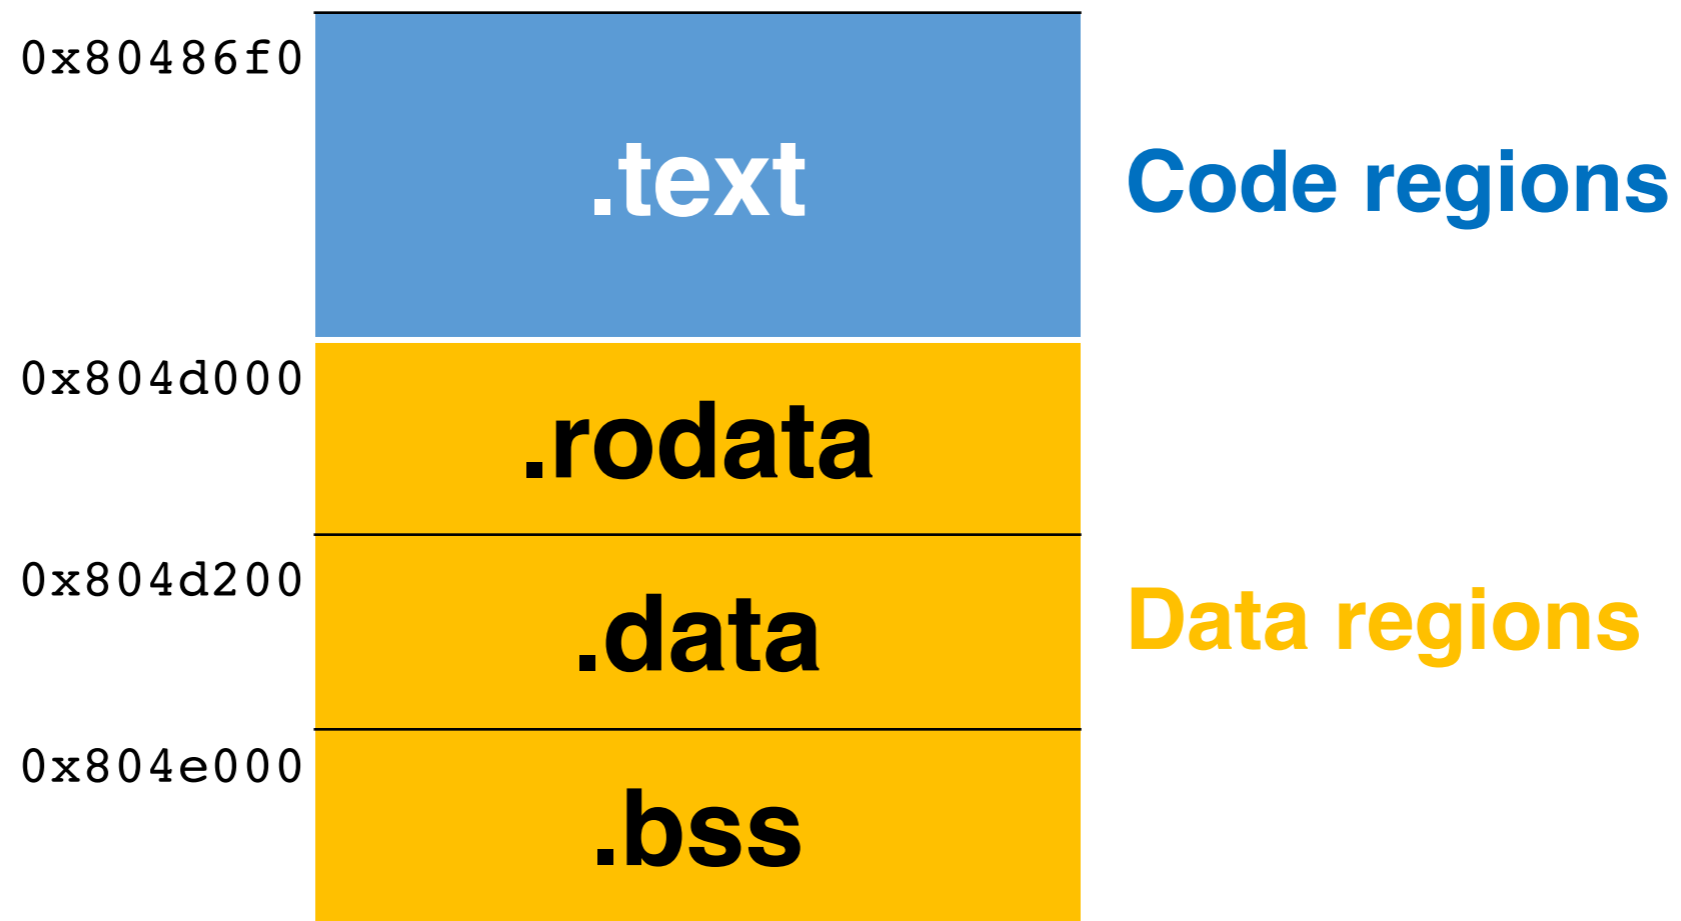 0x80486f0
.text
Code regions
0x804d000
.rodata
0x804d200
.data
Data regions
0x804e000
.bss